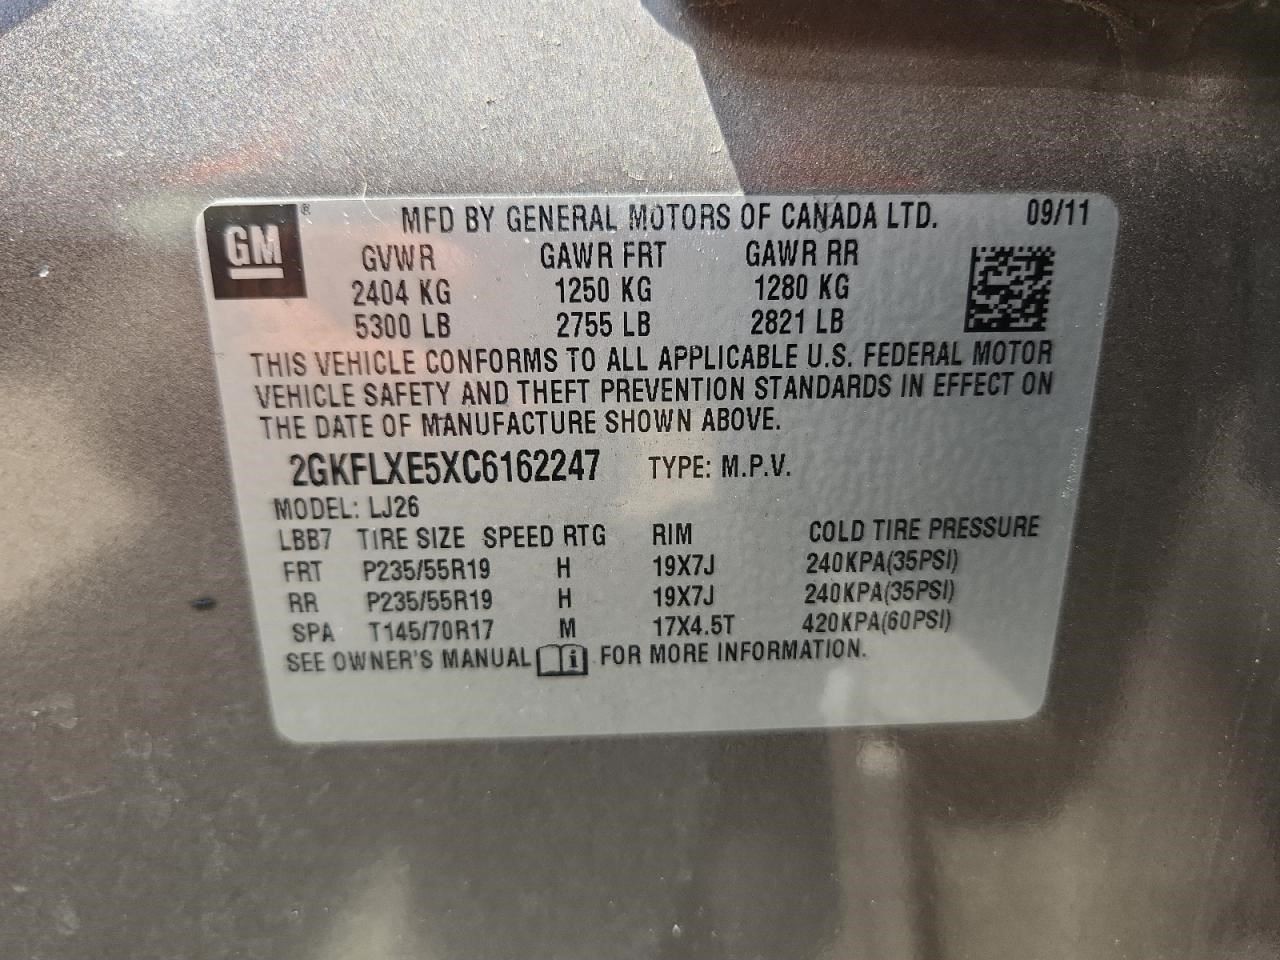 GM ® MFD BY GENERAL MOTORS OF CANADA LTD. 09/11
GVWR GAWR FRT GAWR RR
2404 KG 1250 KG 1280 KG
5300 LB 2755 LB 2821 LB
THIS VEHICLE CONFORMS TO ALL APPLICABLE U.S. FEDERAL MOTOR
VEHICLE SAFETY AND THEFT PREVENTION STANDARDS IN EFFECT ON
THE DATE OF MANUFACTURE SHOWN ABOVE.
2GKFLXE5XC6162247 TYPE: M.P.V.
MODEL: LJ26
LBB7 TIRE SIZE SPEED RTG RIM COLD TIRE PRESSURE
FRT P235/55R19 H 19X7J 240KPA(35PSI)
RR P235/55R19 H 19X7J 240KPA(35PSI)
SPA T145/70R17 M 17X4.5T 420KPA(60PSI)
SEE OWNER'S MANUAL i FOR MORE INFORMATION.